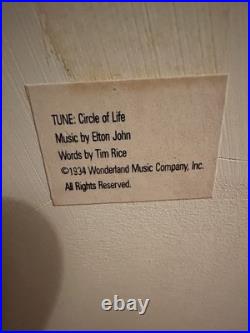 TUNE: Circle of Life
Music by Elton John
Words by Tim Rice
©1934 Wonderland Music Company, Inc.
All Rights Reserved.